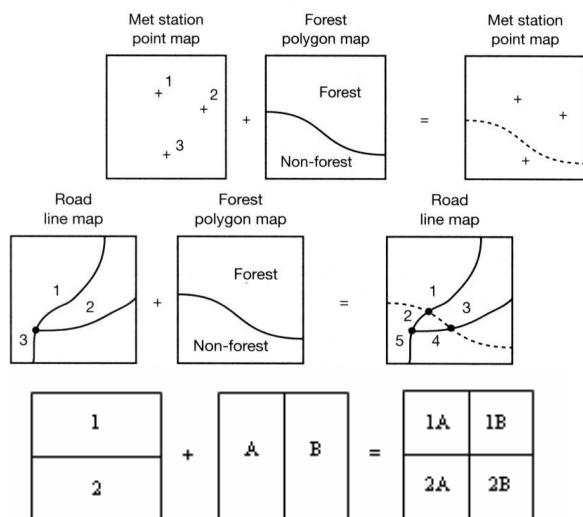 Met station
point map
Forest
polygon map
Met station
point map
+ 1
+ 2
+ 3
+
Forest
Non-forest
=
+
+
+
Road
line map
Forest
polygon map
Road
line map
1
2
3
+
Forest
Non-forest
=
1
2
3
4
5
1
2
+
A B
=
1A 1B
2A 2B